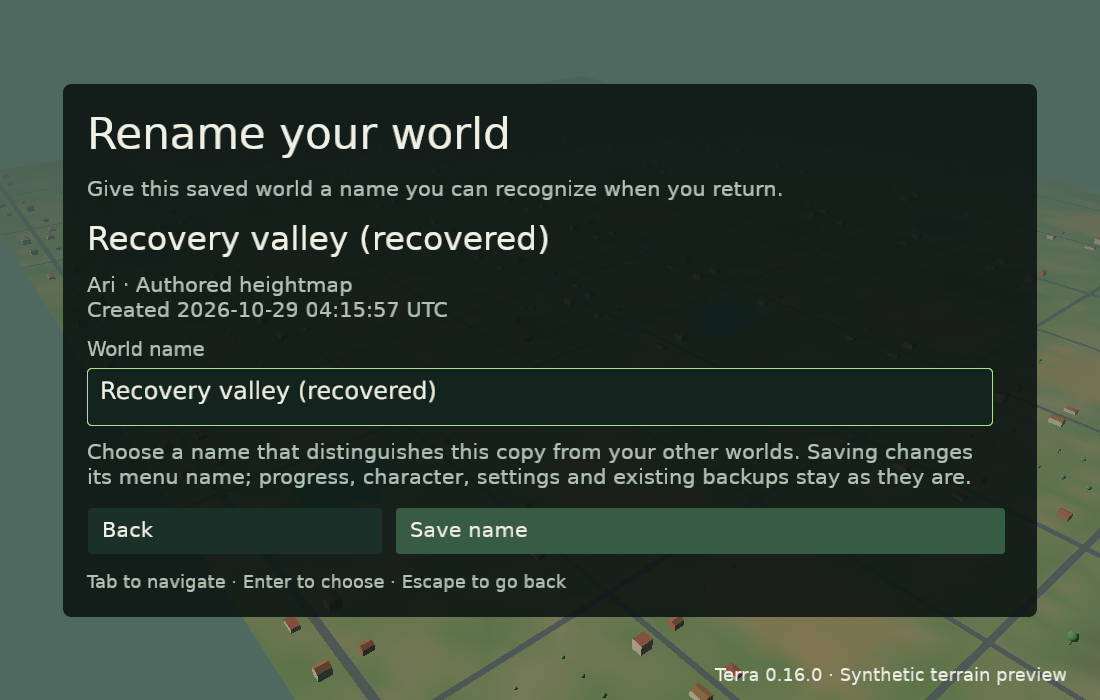 Rename your world
Give this saved world a name you can recognize when you return.
Recovery valley (recovered)
Ari · Authored heightmap
Created 2026-10-29 04:15:57 UTC
World name
Recovery valley (recovered)
Choose a name that distinguishes this copy from your other worlds. Saving changes
its menu name; progress, character, settings and existing backups stay as they are.
Back
Save name
Tab to navigate · Enter to choose · Escape to go back
Terra 0.16.0 · Synthetic terrain preview